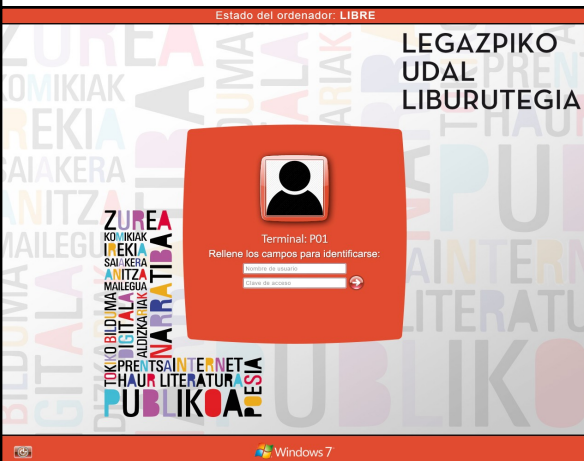 Estado del ordenador: LIBRE
LEGAZPIKO
UDAL
LIBURUTEGIA
Terminal: P01
Rellene los campos para identificarse:
Nombre de usuario
Clave de acceso
ZUREA
KOMIKIAK
IREKIA
SAIAKERA
ANITZA
MAILEGUA
TOKIKO BILDUMA
DIGITALA
ALDIZKARIAK
NARRATIBA
PRENTSA INTERNETA
HAUR LITERATURA
PUBLIKOA
POESIA
Windows 7